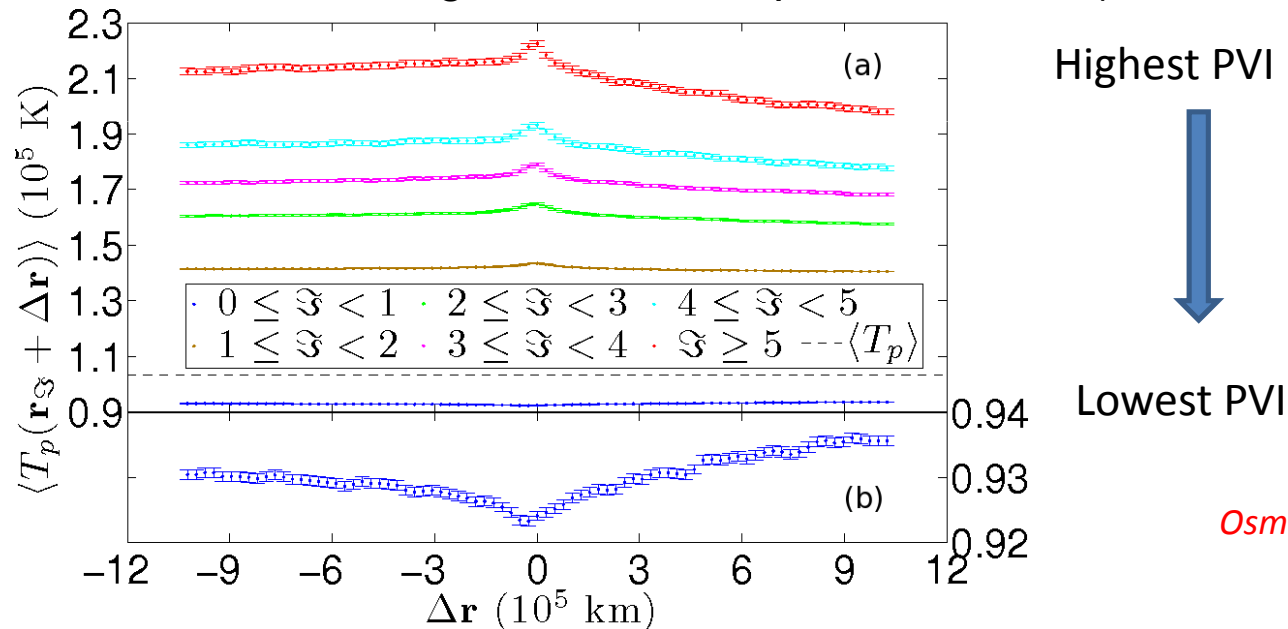 2.3
2.1
1.9
1.7
1.5
1.3
1.1
0.9
(a)
⟨T_p(r_ℑ + Δr)⟩ (10^5 K)
0 ≤ ℑ < 1
2 ≤ ℑ < 3
4 ≤ ℑ < 5
1 ≤ ℑ < 2
3 ≤ ℑ < 4
ℑ ≥ 5
---⟨T_p⟩
0.94
0.93
0.92
(b)
−12 −9 −6 −3 0 3 6 9 12
Δr (10^5 km)
Highest PVI
Lowest PVI
Osm